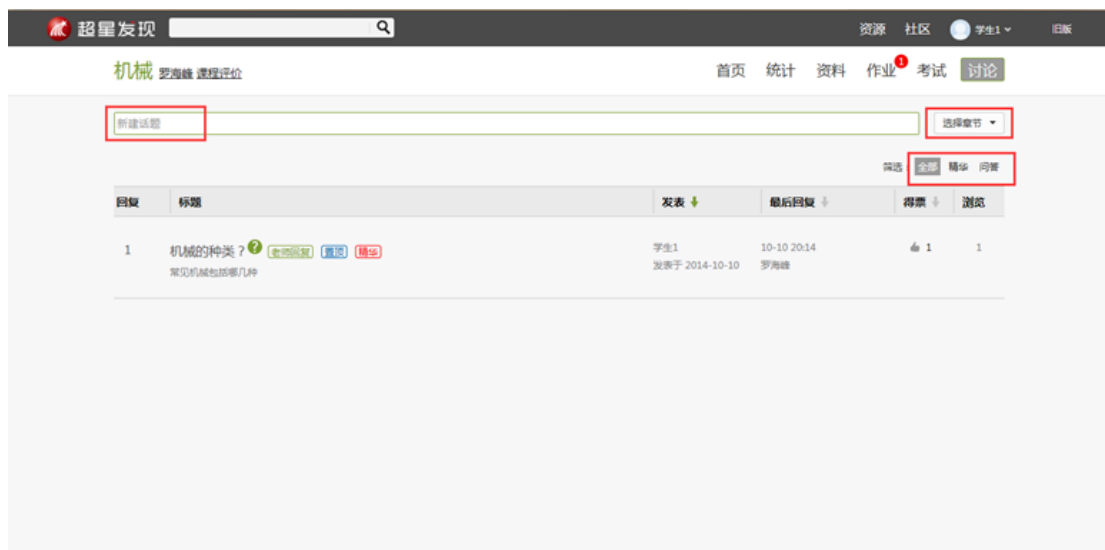 超星发现 资源 社区 学生1 旧版
机械 罗海峰 课程评价 首页 统计 资料 作业 1 考试 讨论
新建话题 选择章节
筛选 全部 精华 问答
回复 标题 发表 最后回复 得票 浏览
1 机械的种类？ 老师回复 置顶 精华 学生1 10-10 20:14 1 1
常见机械包括哪几种 发表于 2014-10-10 罗海峰